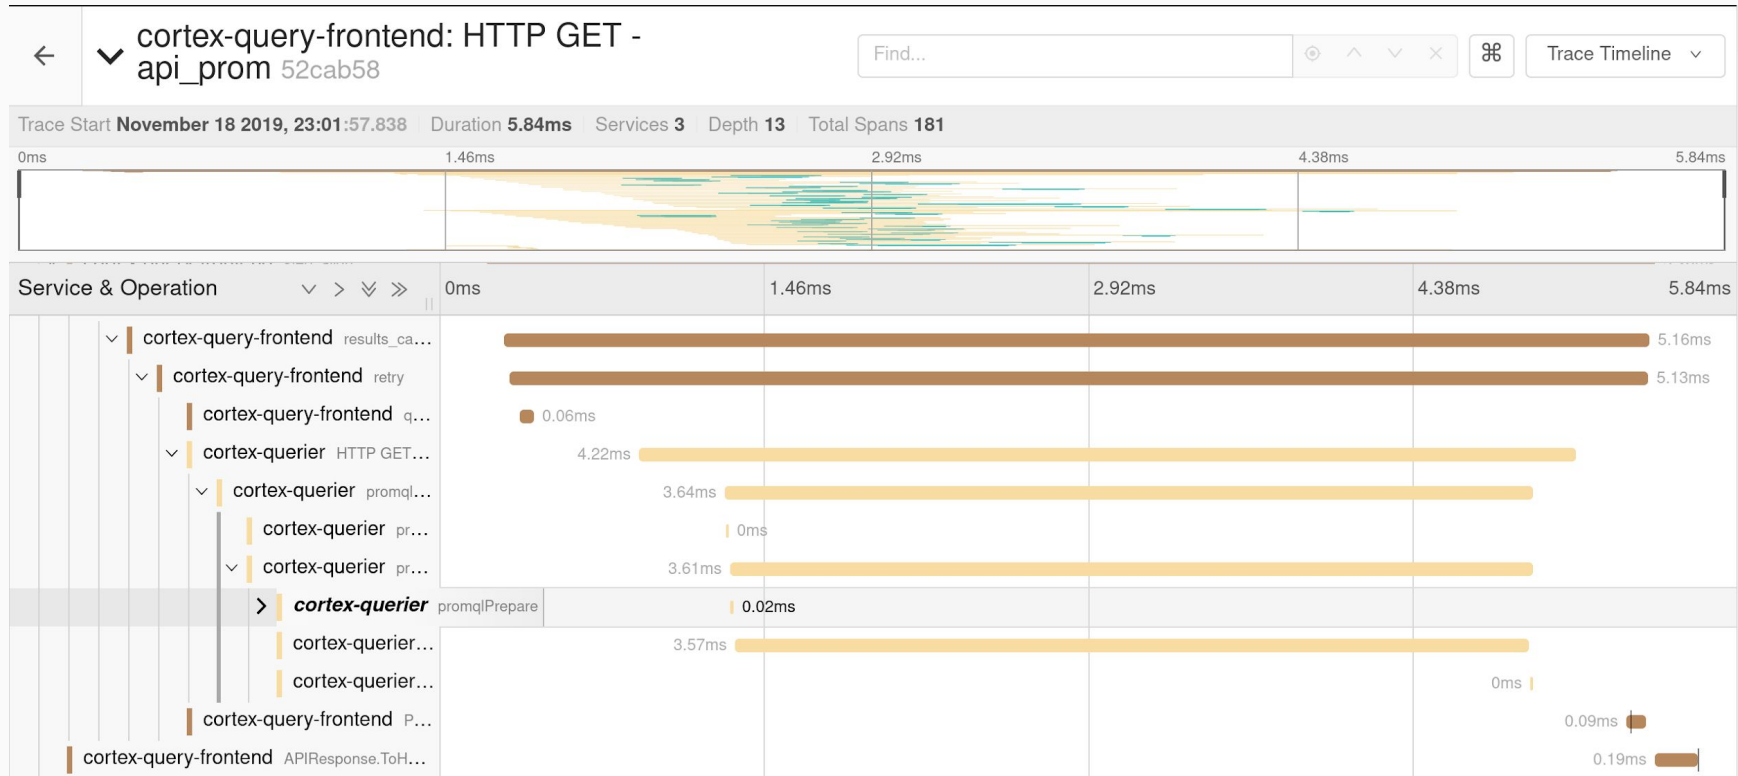 cortex-query-frontend: HTTP GET -
api_prom 52cab58
Find...
Trace Timeline
Trace Start November 18 2019, 23:01:57.838 Duration 5.84ms Services 3 Depth 13 Total Spans 181
0ms 1.46ms 2.92ms 4.38ms 5.84ms
Service & Operation 0ms 1.46ms 2.92ms 4.38ms 5.84ms
cortex-query-frontend results_ca... 5.16ms
cortex-query-frontend retry 5.13ms
cortex-query-frontend q... 0.06ms
cortex-querier HTTP GET... 4.22ms
cortex-querier promql... 3.64ms
cortex-querier pr... 0ms
cortex-querier pr... 3.61ms
cortex-querier promqlPrepare 0.02ms
cortex-querier... 3.57ms
cortex-querier... 0ms
cortex-query-frontend P... 0.09ms
cortex-query-frontend APIResponse.ToH... 0.19ms